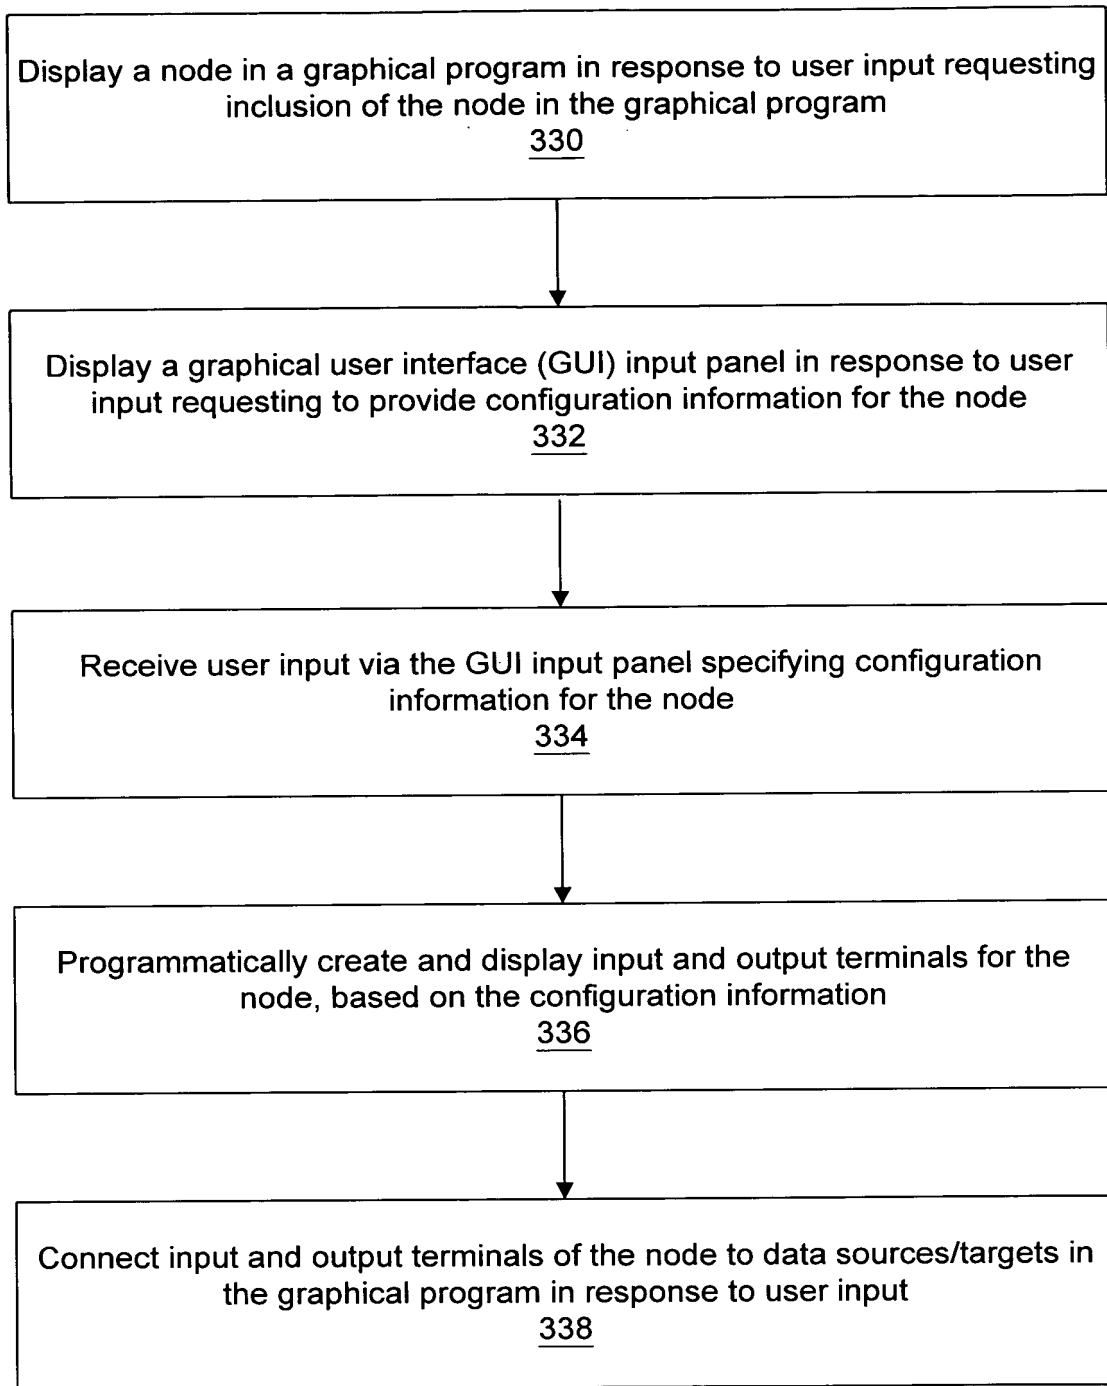 Display a node in a graphical program in response to user input requesting
inclusion of the node in the graphical program
330
Display a graphical user interface (GUI) input panel in response to user
input requesting to provide configuration information for the node
332
Receive user input via the GUI input panel specifying configuration
information for the node
334
Programmatically create and display input and output terminals for the
node, based on the configuration information
336
Connect input and output terminals of the node to data sources/targets in
the graphical program in response to user input
338